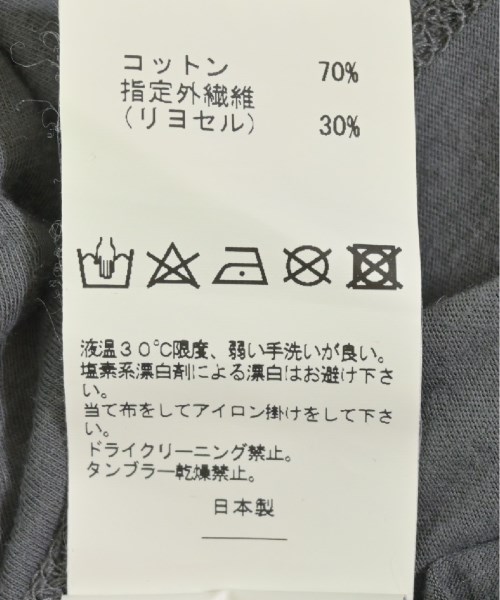 コットン 70%
指定外繊維
（リヨセル） 30%
液温３０℃限度、弱い手洗いが良い。
塩素系漂白剤による漂白はお避け下さ
い。
当て布をしてアイロン掛けをして下さ
い。
ドライクリーニング禁止。
タンブラー乾燥禁止。
日本製